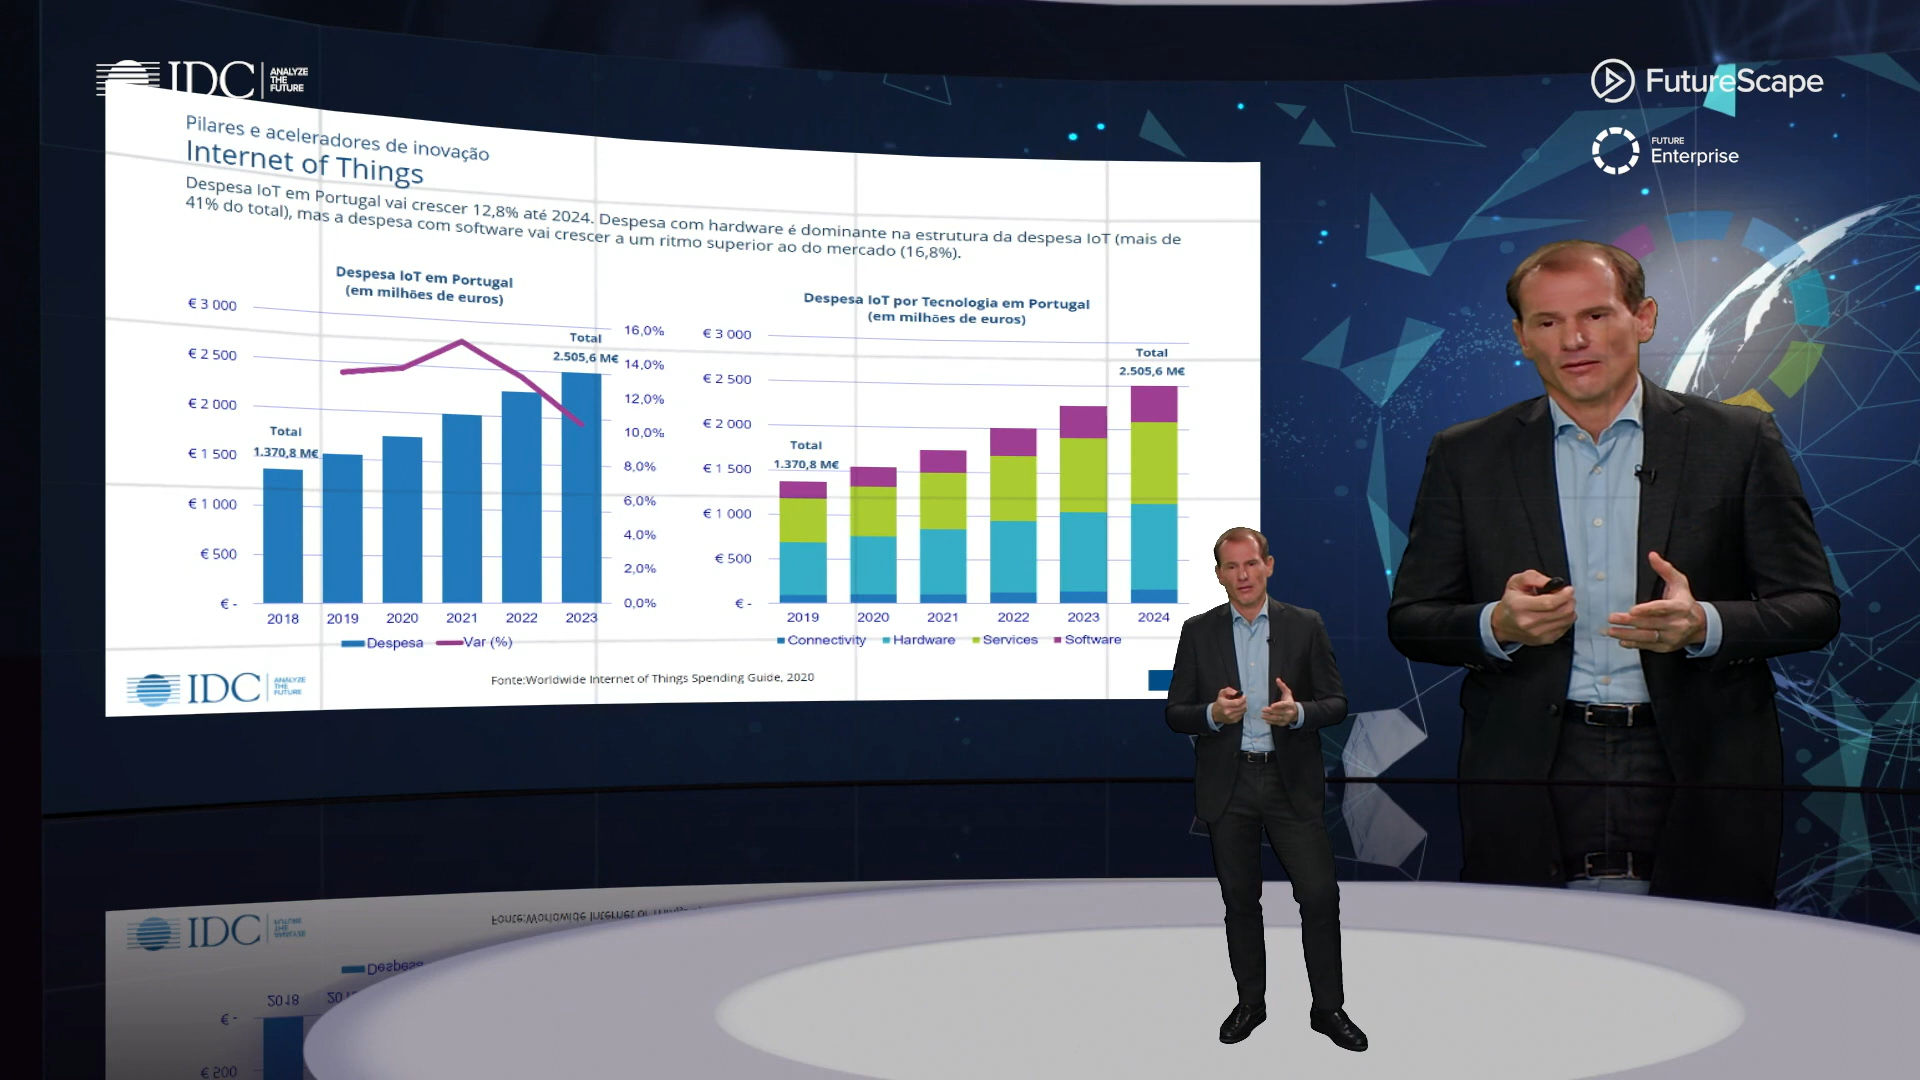 IDC
ANALYZE
THE
FUTURE
FutureScape
FUTURE
Enterprise
Pilares e aceleradores de inovação
Internet of Things
Despesa IoT em Portugal vai crescer 12,8% até 2024. Despesa com hardware é dominante na estrutura da despesa IoT (mais de
41% do total), mas a despesa com software vai crescer a um ritmo superior ao do mercado (16,8%).
Despesa IoT em Portugal
(em milhões de euros)
€ 3 000
€ 2 500
€ 2 000
€ 1 500
€ 1 000
€ 500
€ -
16,0%
14,0%
12,0%
10,0%
8,0%
6,0%
4,0%
2,0%
0,0%
Total
1.370,8 M€
Total
2.505,6 M€
2018 2019 2020 2021 2022 2023
Despesa Var (%)
Despesa IoT por Tecnologia em Portugal
(em milhões de euros)
€ 3 000
€ 2 500
€ 2 000
€ 1 500
€ 1 000
€ 500
€ -
Total
1.370,8 M€
Total
2.505,6 M€
2019 2020 2021 2022 2023 2024
Connectivity Hardware Services Software
IDC
ANALYZE
THE
FUTURE
Fonte:Worldwide Internet of Things Spending Guide, 2020